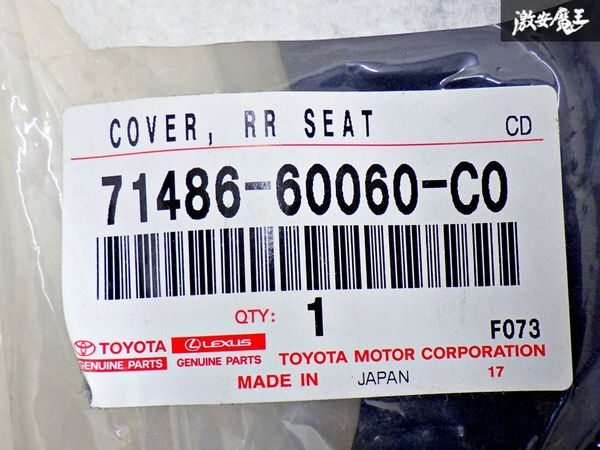 激安魔王
COVER, RR SEAT CD
71486-60060-C0
QTY: 1
F073
TOYOTA LEXUS
GENUINE PARTS GENUINE PARTS TOYOTA MOTOR CORPORATION
MADE IN JAPAN 17